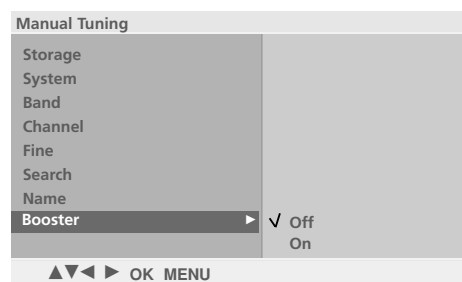 Manual Tuning
Storage
System
Band
Channel
Fine
Search
Name
Booster ► √ Off
On
▲▼◄ ► OK MENU